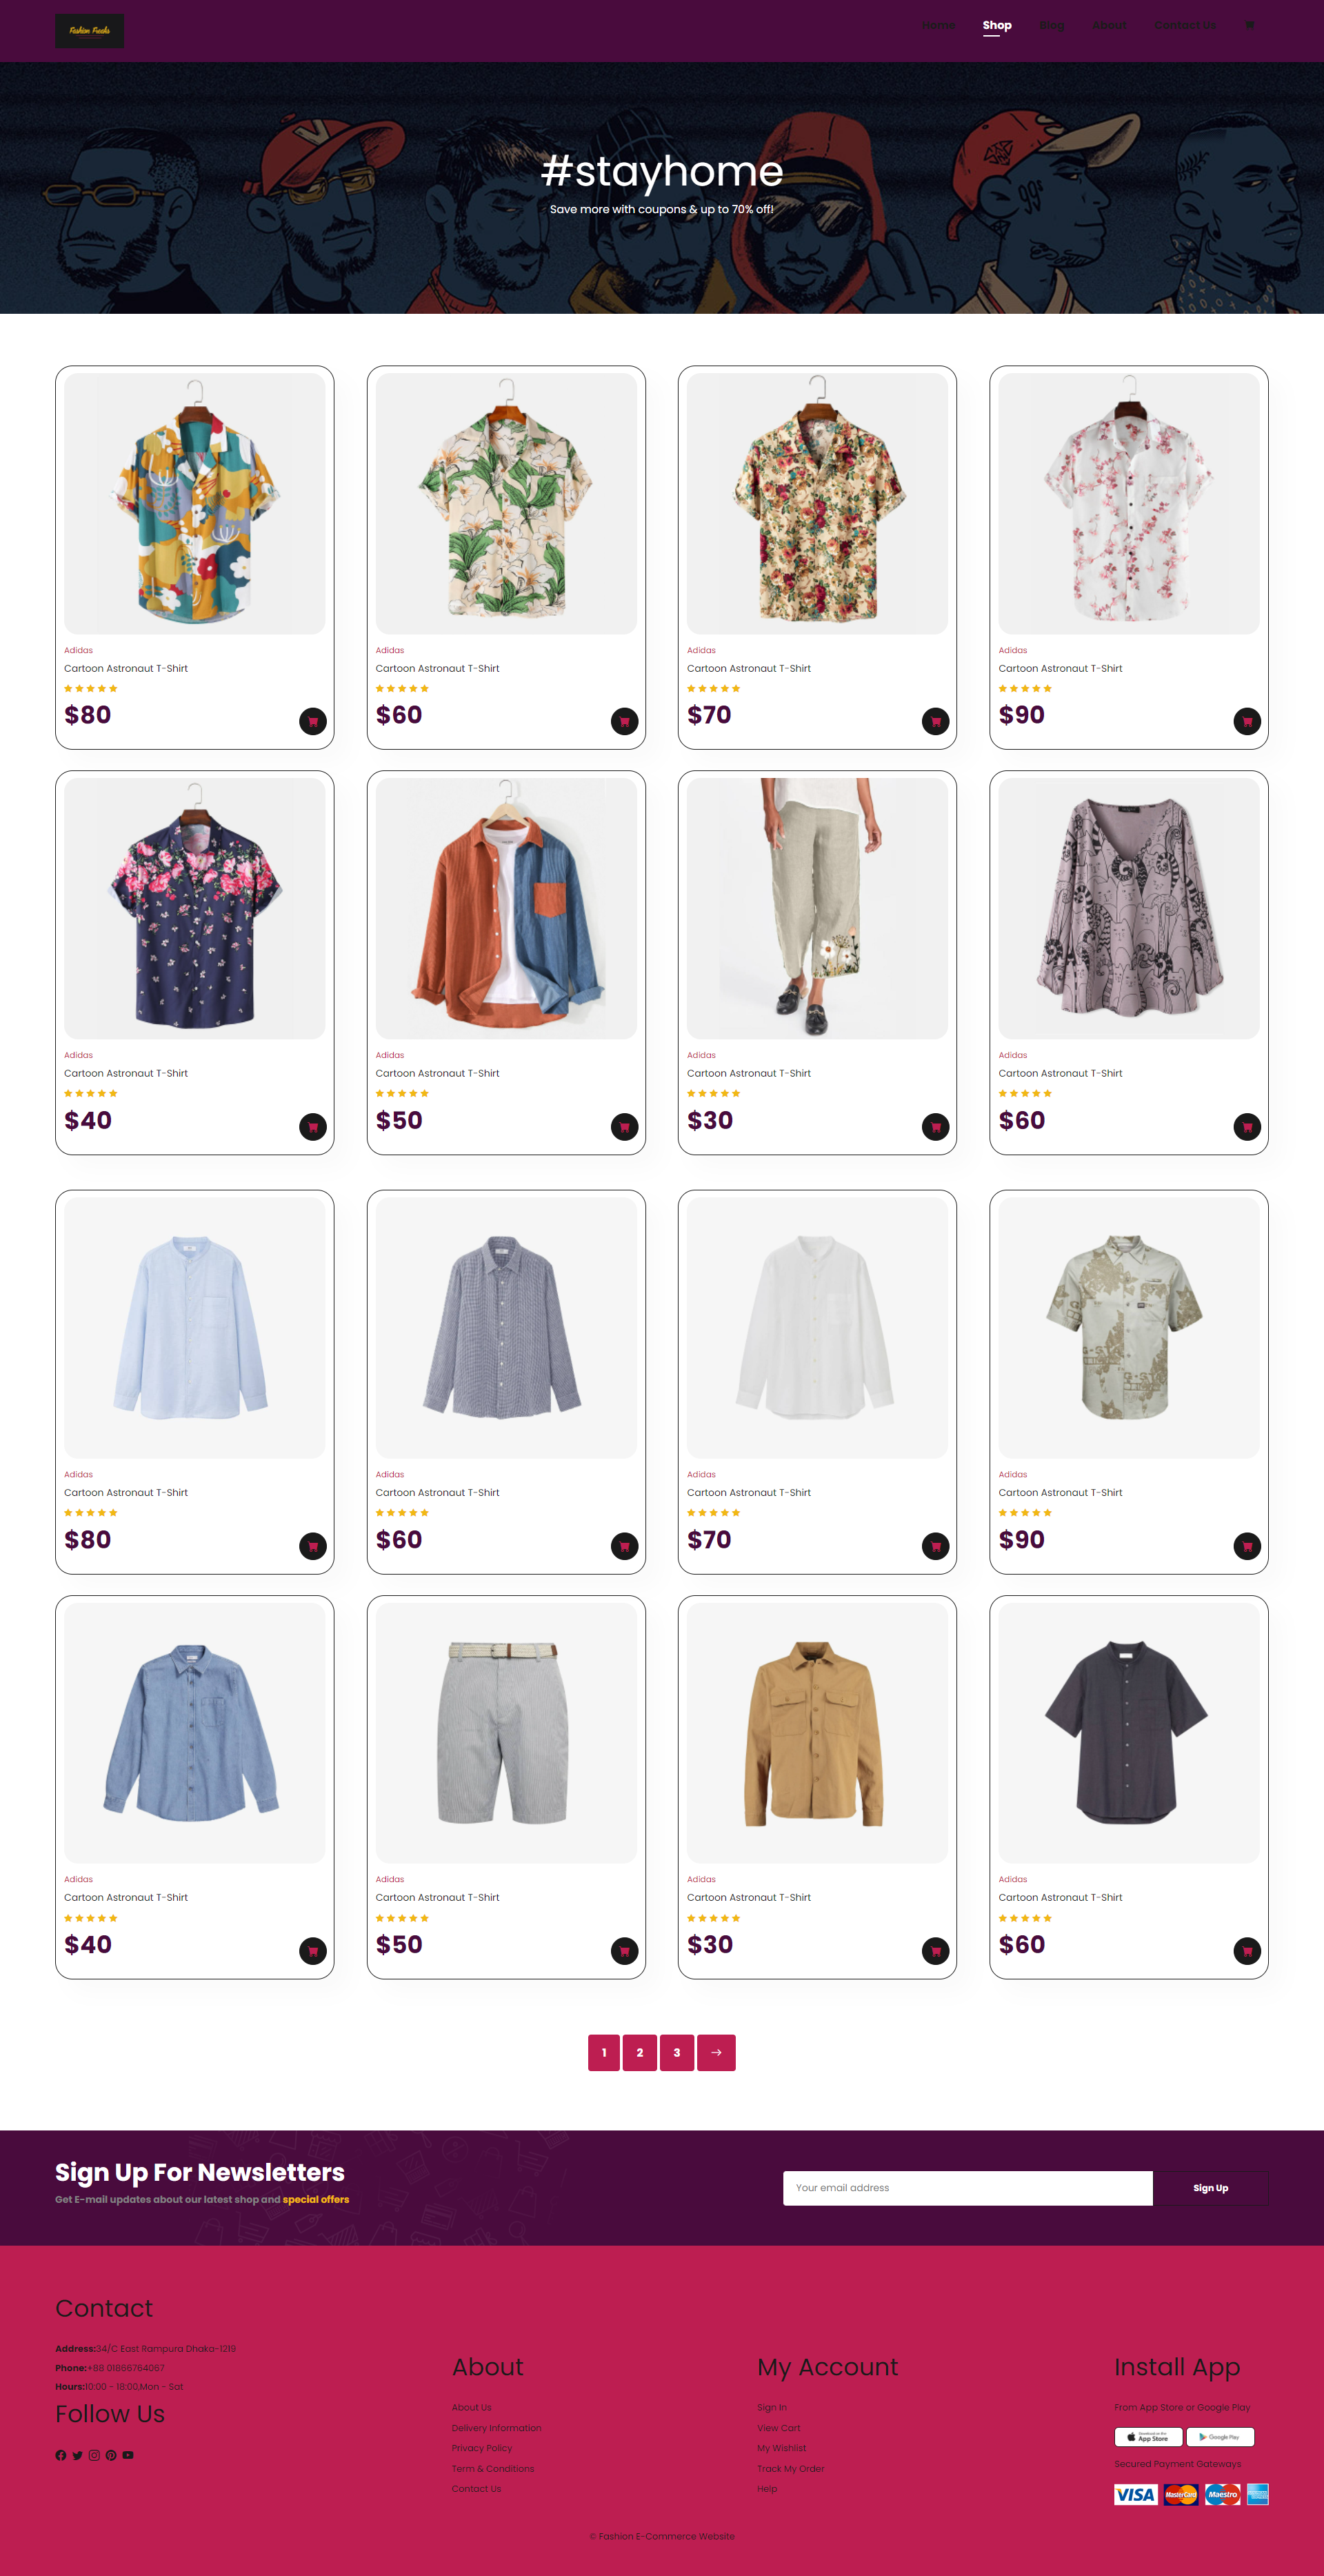 Fashion Freaks
Home Shop Blog About Contact Us
#stayhome
Save more with coupons & up to 70% off!
Adidas Adidas Adidas Adidas
Cartoon Astronaut T-Shirt Cartoon Astronaut T-Shirt Cartoon Astronaut T-Shirt Cartoon Astronaut T-Shirt
$80 $60 $70 $90
Adidas Adidas Adidas Adidas
Cartoon Astronaut T-Shirt Cartoon Astronaut T-Shirt Cartoon Astronaut T-Shirt Cartoon Astronaut T-Shirt
$40 $50 $30 $60
Adidas Adidas Adidas Adidas
Cartoon Astronaut T-Shirt Cartoon Astronaut T-Shirt Cartoon Astronaut T-Shirt Cartoon Astronaut T-Shirt
$80 $60 $70 $90
Adidas Adidas Adidas Adidas
Cartoon Astronaut T-Shirt Cartoon Astronaut T-Shirt Cartoon Astronaut T-Shirt Cartoon Astronaut T-Shirt
$40 $50 $30 $60
1 2 3 →
Sign Up For Newsletters
Get E-mail updates about our latest shop and special offers
Your email address
Sign Up
Contact
Address:34/C East Rampura Dhaka-1219
Phone:+88 01866764067
Hours:10:00 - 18:00,Mon - Sat
Follow Us
About
About Us
Delivery Information
Privacy Policy
Term & Conditions
Contact Us
My Account
Sign In
View Cart
My Wishlist
Track My Order
Help
Install App
From App Store or Google Play
App Store
Google Play
Secured Payment Gateways
VISA MasterCard Maestro
© Fashion E-Commerce Website